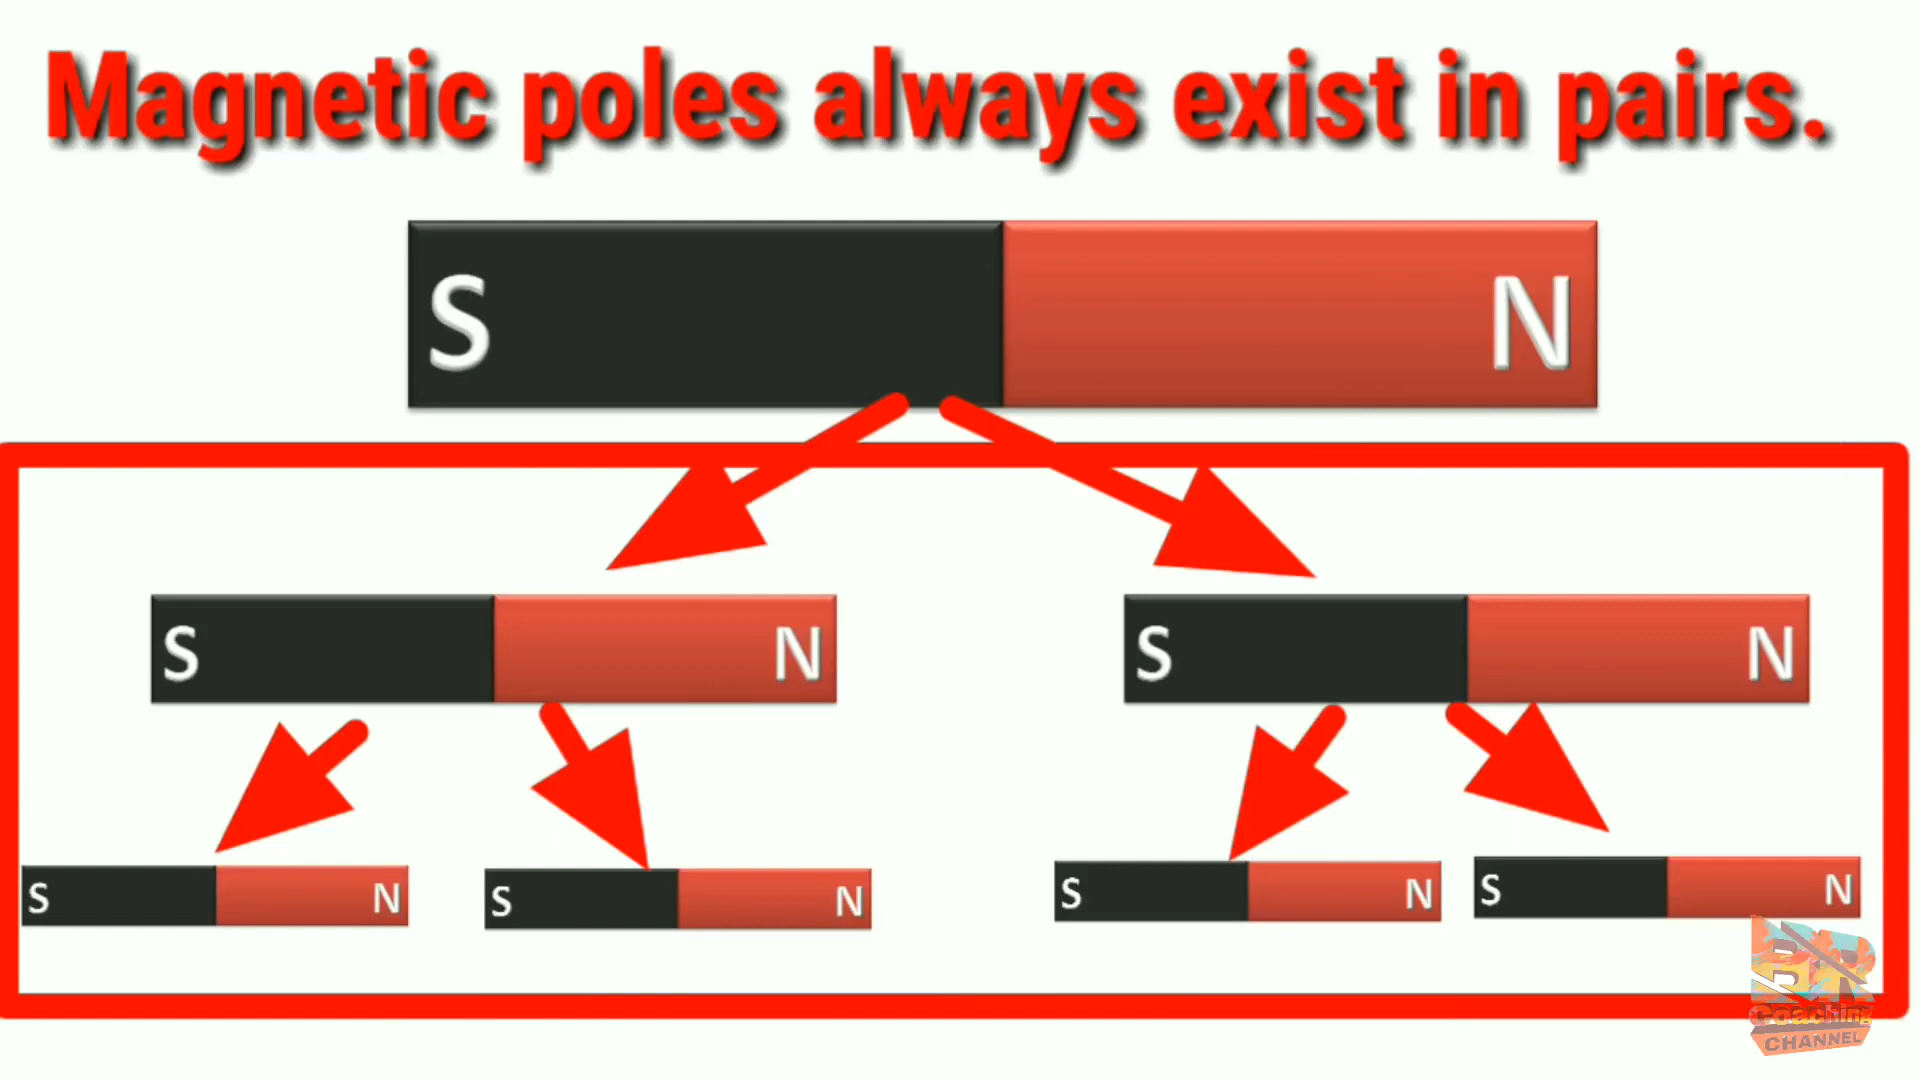 Magnetic poles always exist in pairs.
S N
S N S N
S N S N S N S N
Coaching
CHANNEL